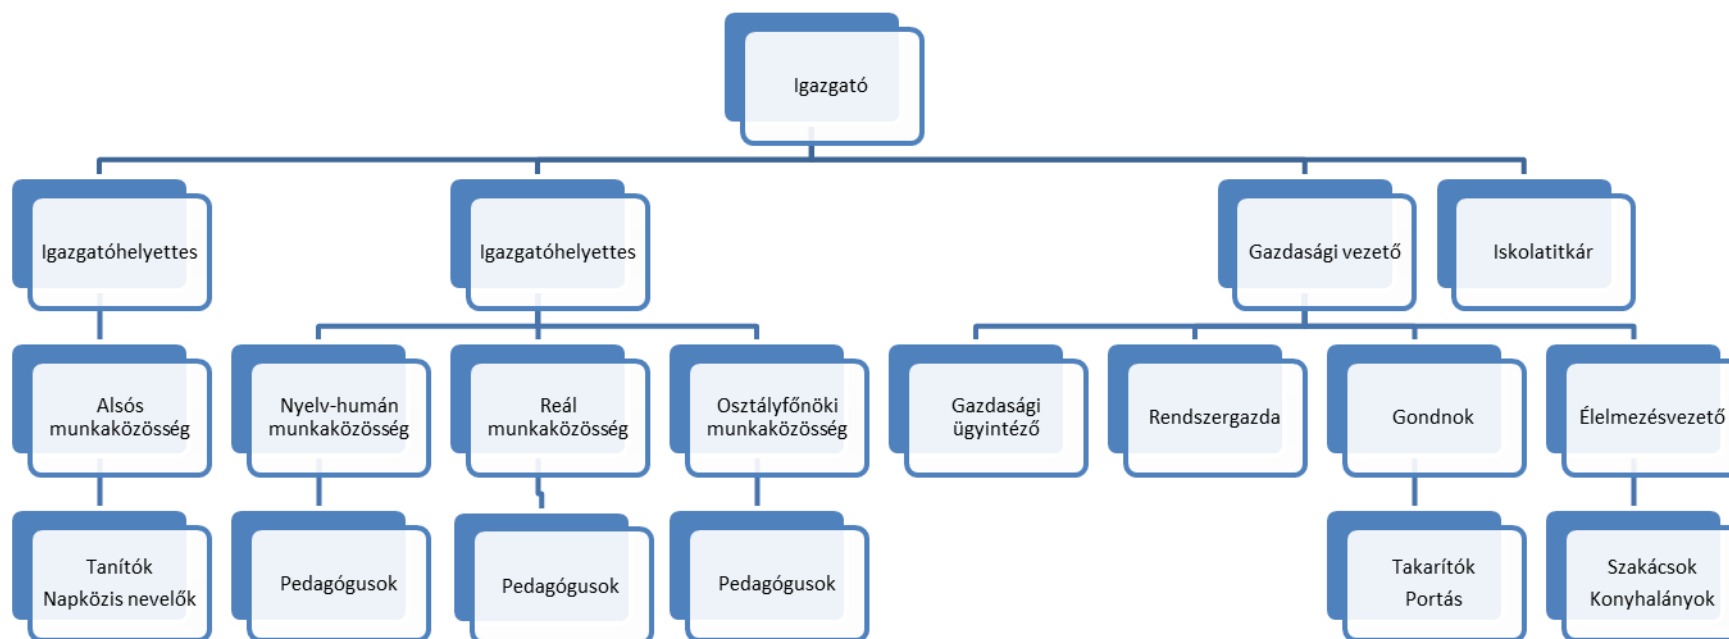 Igazgató
Igazgatóhelyettes
Igazgatóhelyettes
Gazdasági vezető
Iskolatitkár
Alsós
munkaközösség
Nyelv-humán
munkaközösség
Reál
munkaközösség
Osztályfőnöki
munkaközösség
Gazdasági
ügyintéző
Rendszergazda
Gondnok
Élelmezésvezető
Tanítók
Napközis nevelők
Pedagógusok
Pedagógusok
Pedagógusok
Takarítók
Portás
Szakácsok
Konyhalányok